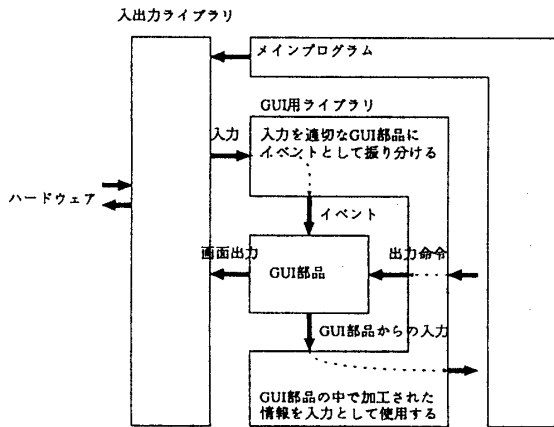 入出力ライブラリ
メインプログラム
GUI用ライブラリ
入力
入力を適切なGUI部品に
イベントとして振り分ける
ハードウェア
イベント
画面出力
出力命令
GUI部品
GUI部品からの入力
GUI部品の中で加工された
情報を入力として使用する